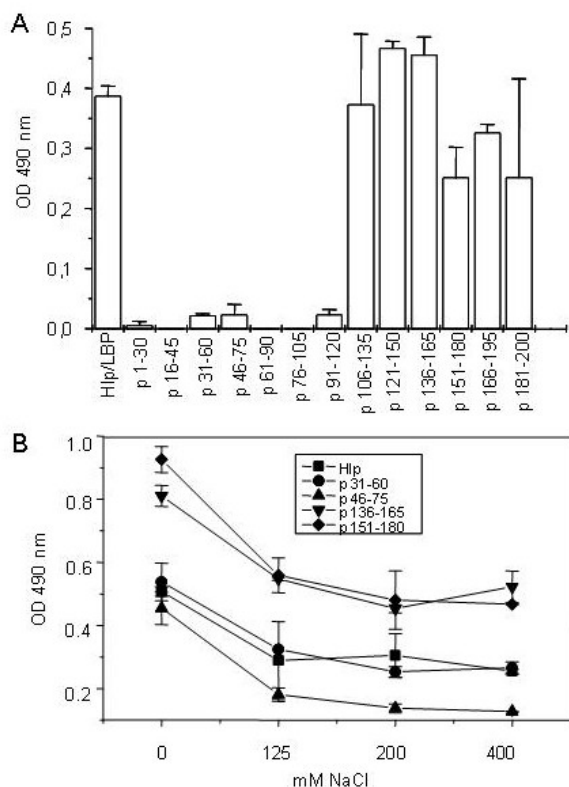 A
0,5
0,4
0,3
0,2
0,1
0,0
OD 490 nm
Hlp/LBP
p 1-30
p 16-45
p 31-60
p 46-75
p 61-90
p 76-105
p 91-120
p 106-135
p 121-150
p 136-165
p 151-180
p 166-195
p 181-200
B
1.0
0.8
0.6
0.4
0.2
OD 490 nm
Hlp
p 31-60
p 46-75
p 136-165
p 151-180
0 125 200 400
mM NaCl